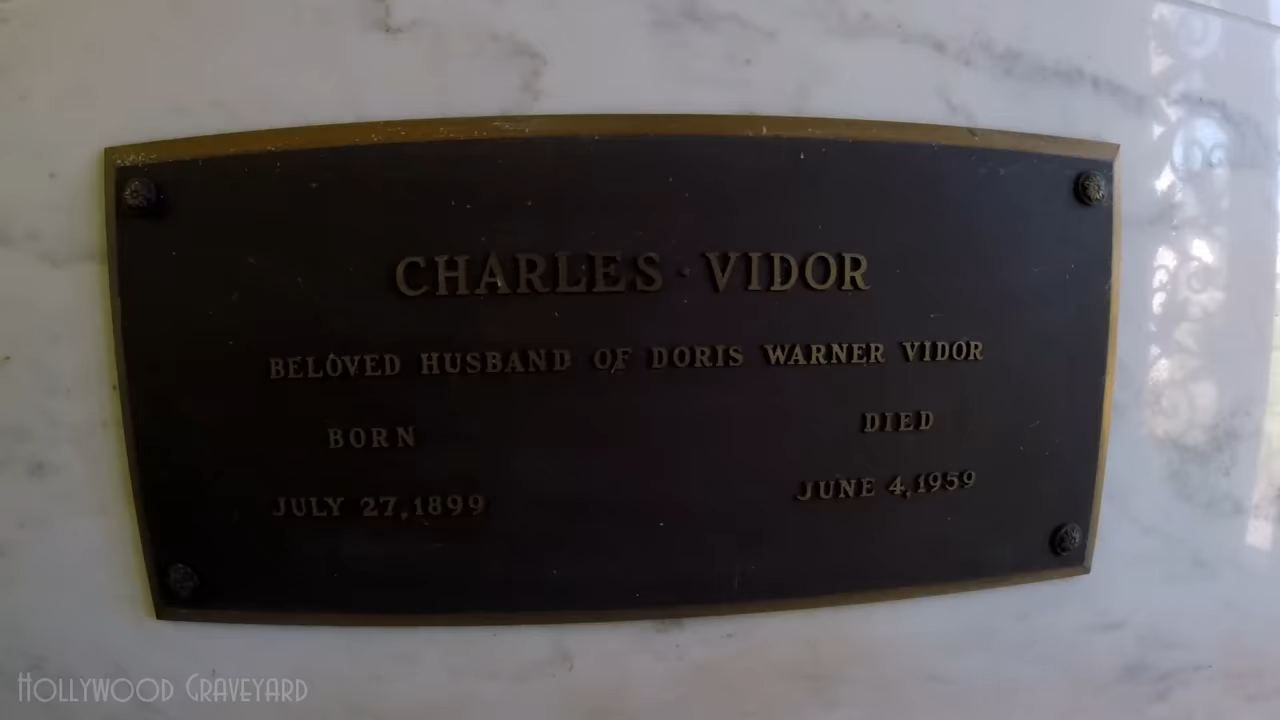 CHARLES · VIDOR
BELOVED HUSBAND OF DORIS WARNER VIDOR
BORN DIED
JULY 27, 1899 JUNE 4, 1959
HOLLYWOOD GRAVEYARD